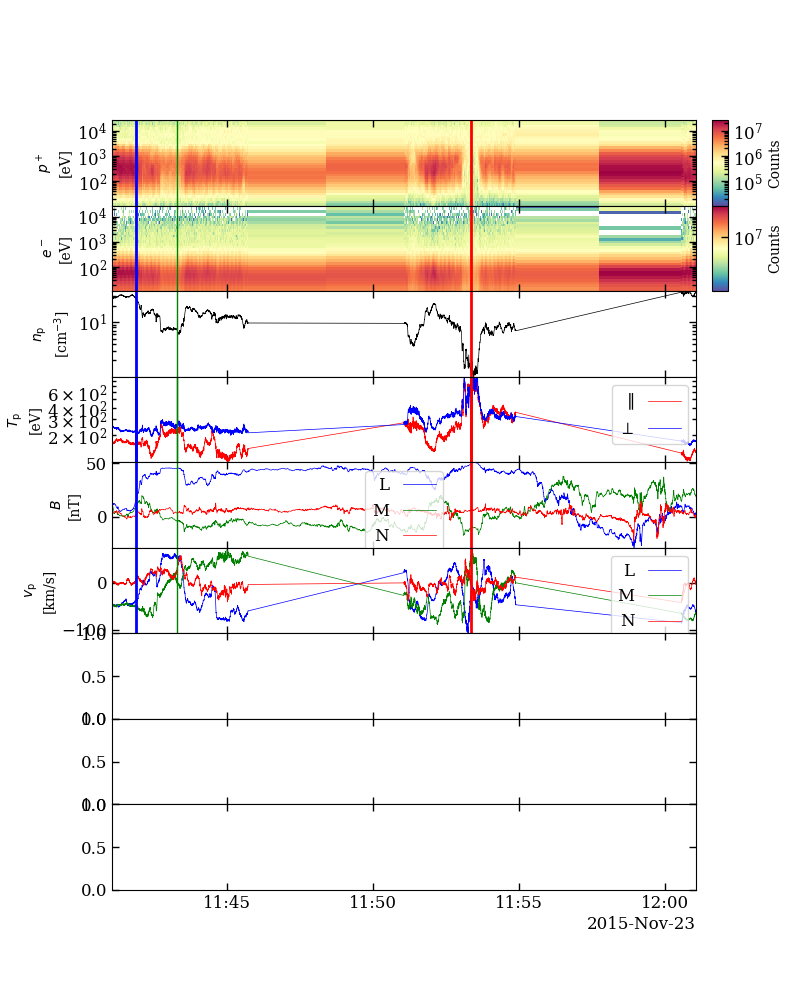 10⁴
10³
10²
p⁺
[eV]
10⁷
10⁶
10⁵
Counts
10⁴
10³
10²
e⁻
[eV]
10⁷
Counts
10¹
nₚ
[cm⁻³]
6 × 10²
4 × 10²
3 × 10²
2 × 10²
Tₚ
[eV]
∥
⊥
50
0
B
[nT]
L
M
N
0
−100
vₚ
[km/s]
L
M
N
1.0
0.5
0.0
1.0
0.5
0.0
1.0
0.5
0.0
11:45
11:50
11:55
12:00
2015-Nov-23